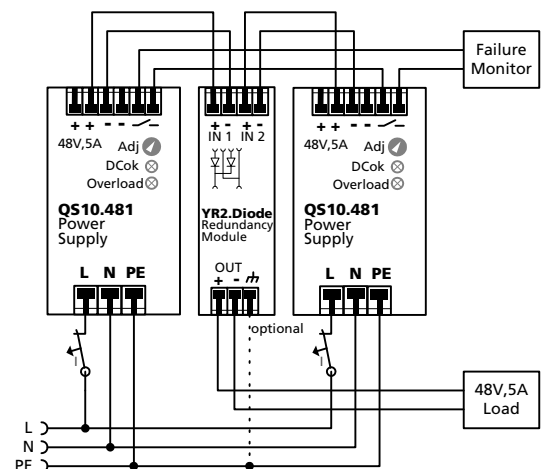 Failure
Monitor
+ + - -
48V,5A
Adj
DCok
Overload
QS10.481
Power
Supply
L N PE
+ - + -
IN 1 IN 2
YR2.Diode
Redundancy
Module
OUT
+ -
optional
+ + - -
48V,5A
Adj
DCok
Overload
QS10.481
Power
Supply
L N PE
I
I
48V,5A
Load
L
N
PE